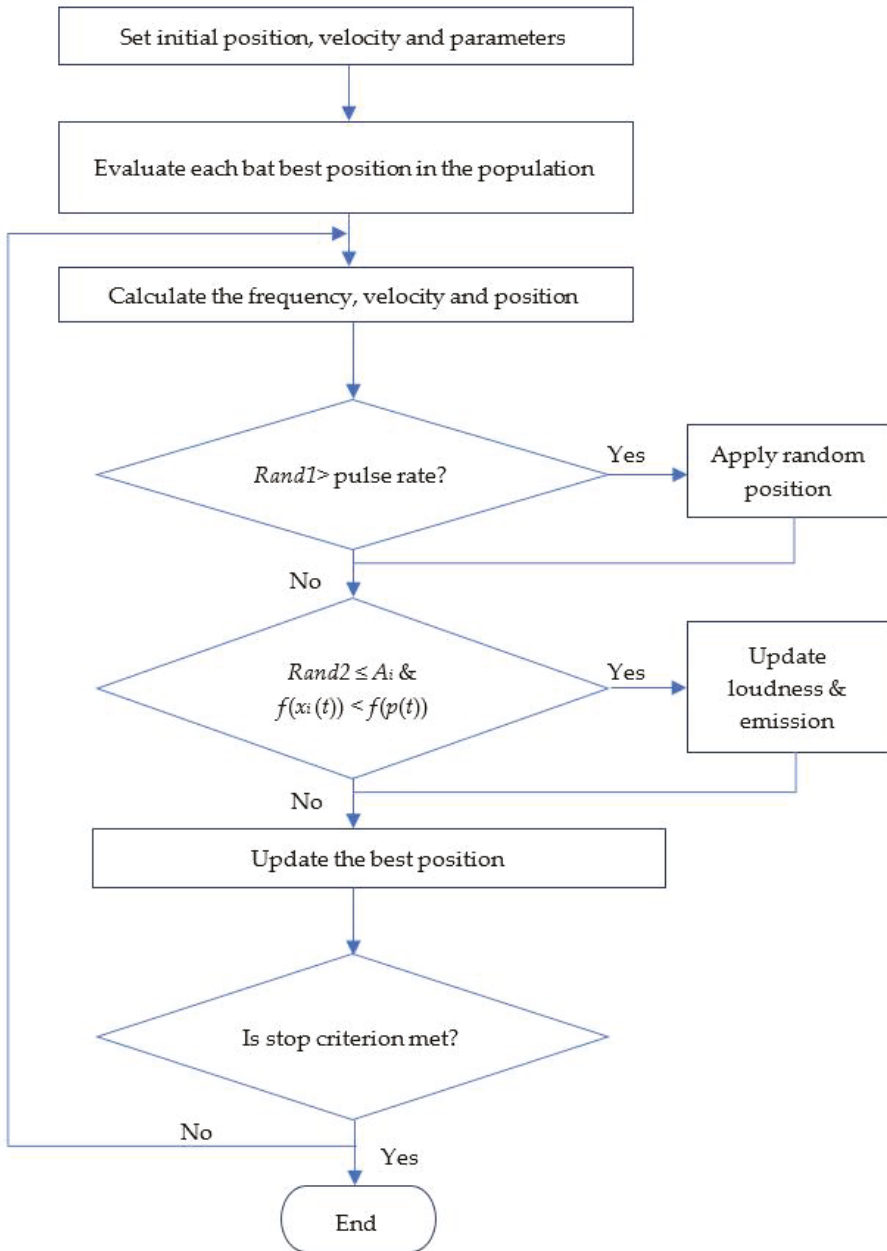 Set initial position, velocity and parameters
Evaluate each bat best position in the population
Calculate the frequency, velocity and position
Rand1> pulse rate?
Yes
Apply random
position
No
Rand2 ≤ Ai &
f(xi (t)) < f(p(t))
Yes
Update
loudness &
emission
No
Update the best position
Is stop criterion met?
No
Yes
End